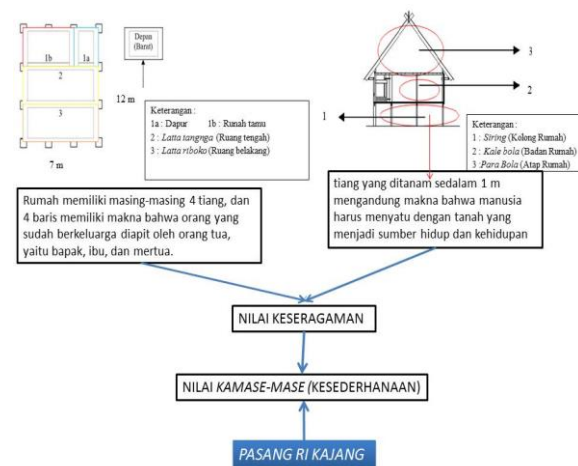 1b
1a
2
3
12 m
7 m
Depan
(Barat)
Keterangan :
1a : Dapur 1b : Rumah tamu
2 : Latta tangnga (Ruang tengah)
3 : Latta riboko (Ruang belakang)
3
2
1
Keterangan :
1 : Siring (Kolong Rumah)
2 : Kale bola (Badan Rumah)
3 : Para Bola (Atap Rumah)
Rumah memiliki masing-masing 4 tiang, dan
4 baris memiliki makna bahwa orang yang
sudah berkeluarga diapit oleh orang tua,
yaitu bapak, ibu, dan mertua.
tiang yang ditanam sedalam 1 m
mengandung makna bahwa manusia
harus menyatu dengan tanah yang
menjadi sumber hidup dan kehidupan
NILAI KESERAGAMAN
NILAI KAMASE-MASE (KESEDERHANAAN)
PASANG RI KAJANG